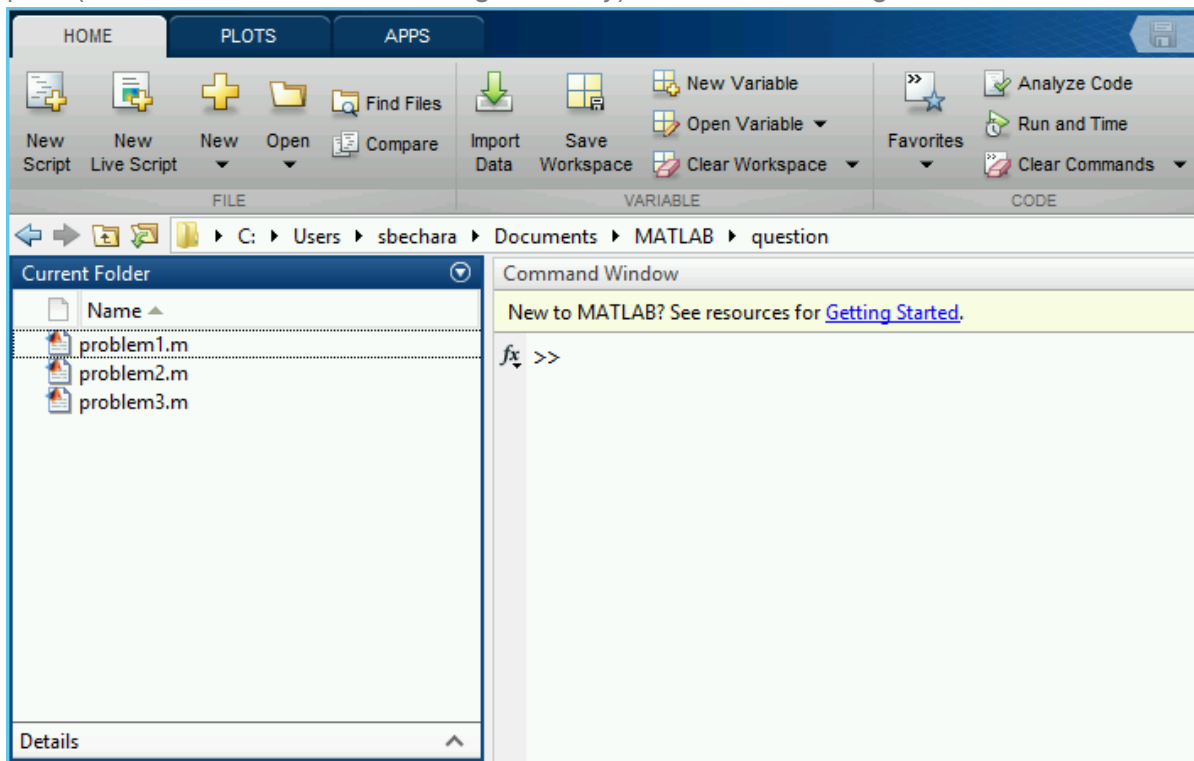 HOME PLOTS APPS
New Script
New Live Script
New
Open
Find Files
Compare
FILE
Import Data
Save Workspace
New Variable
Open Variable
Clear Workspace
VARIABLE
Favorites
Analyze Code
Run and Time
Clear Commands
CODE
C: Users sbechara Documents MATLAB question
Current Folder
Name
problem1.m
problem2.m
problem3.m
Details
Command Window
New to MATLAB? See resources for Getting Started.
fx >>